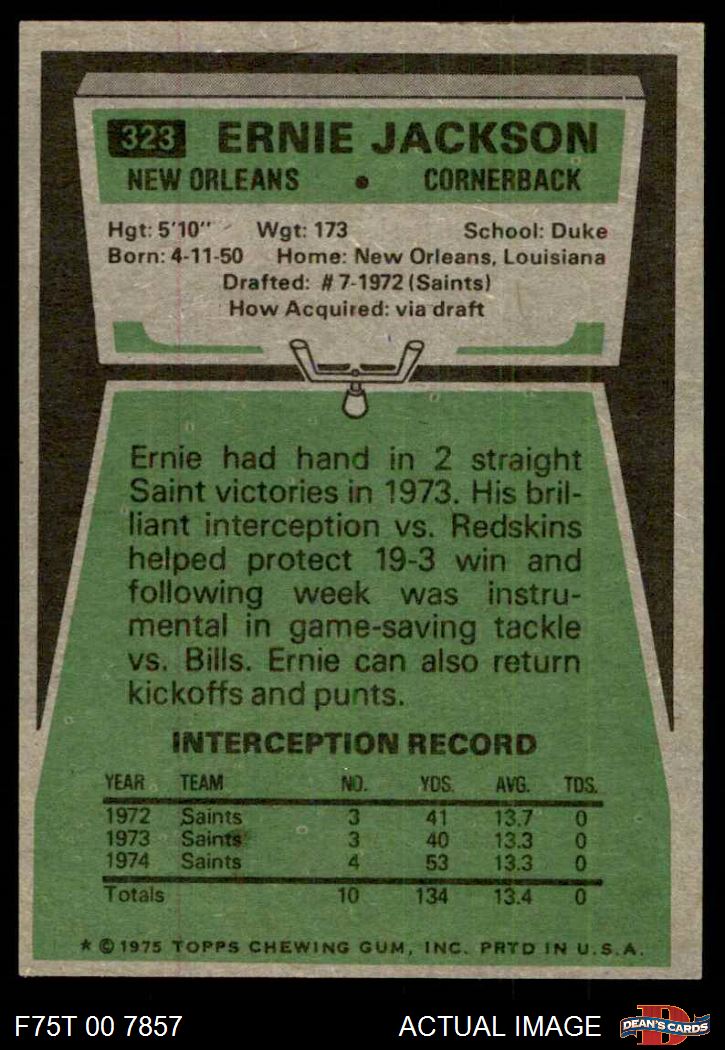 323 ERNIE JACKSON
NEW ORLEANS • CORNERBACK
Hgt: 5'10" Wgt: 173 School: Duke
Born: 4-11-50 Home: New Orleans, Louisiana
Drafted: #7-1972 (Saints)
How Acquired: via draft
Ernie had hand in 2 straight
Saint victories in 1973. His bril-
liant interception vs. Redskins
helped protect 19-3 win and
following week was instru-
mental in game-saving tackle
vs. Bills. Ernie can also return
kickoffs and punts.
INTERCEPTION RECORD
YEAR TEAM NO. YDS. AVG. TDS.
1972 Saints 3 41 13.7 0
1973 Saints 3 40 13.3 0
1974 Saints 4 53 13.3 0
Totals 10 134 13.4 0
* © 1975 TOPPS CHEWING GUM, INC. PRTD IN U.S.A.
F75T 00 7857 ACTUAL IMAGE D DEAN'S CARDS